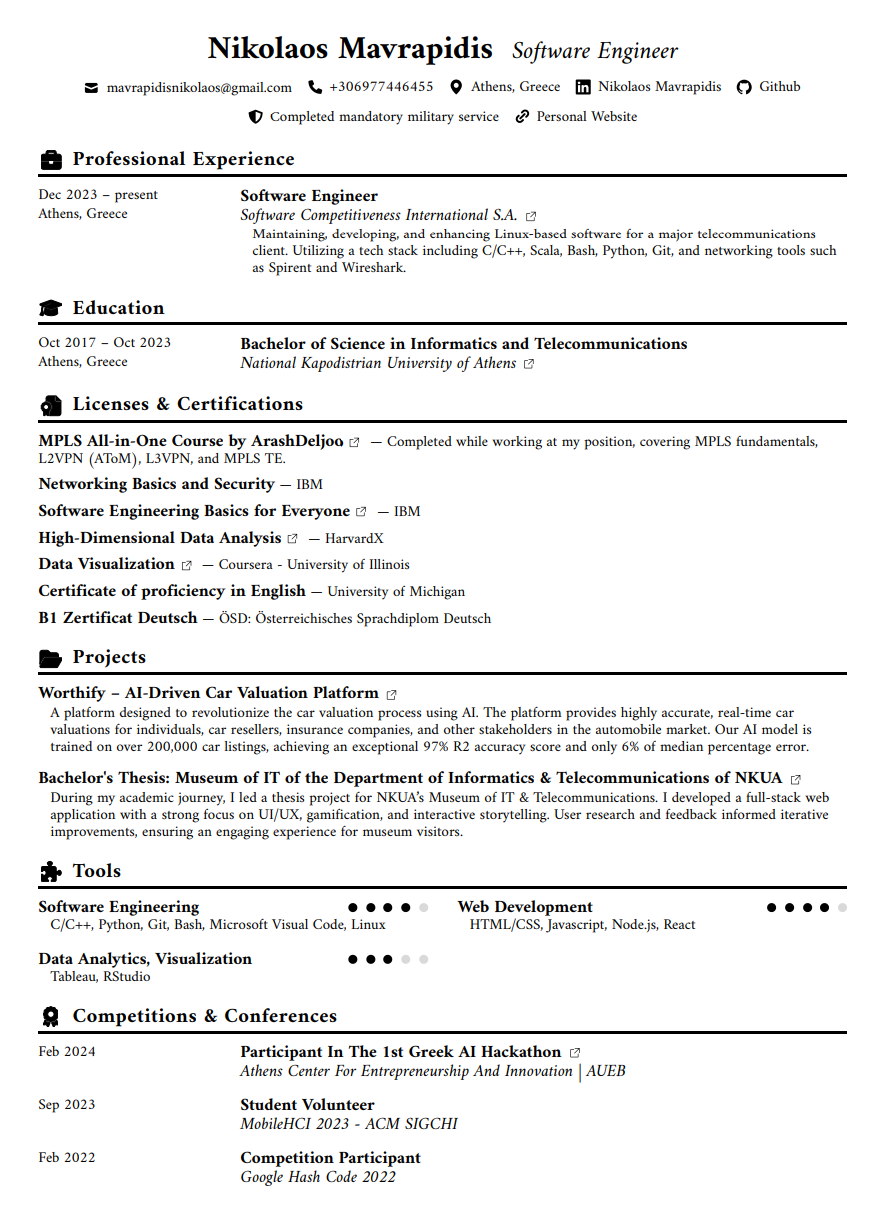 Nikolaos Mavrapidis Software Engineer
mavrapidisnikolaos@gmail.com +306977446455 Athens, Greece Nikolaos Mavrapidis Github
Completed mandatory military service Personal Website
Professional Experience
Dec 2023 – present
Athens, Greece
Software Engineer
Software Competitiveness International S.A.
Maintaining, developing, and enhancing Linux-based software for a major telecommunications
client. Utilizing a tech stack including C/C++, Scala, Bash, Python, Git, and networking tools such
as Spirent and Wireshark.
Education
Oct 2017 – Oct 2023
Athens, Greece
Bachelor of Science in Informatics and Telecommunications
National Kapodistrian University of Athens
Licenses & Certifications
MPLS All-in-One Course by ArashDeljoo — Completed while working at my position, covering MPLS fundamentals,
L2VPN (AToM), L3VPN, and MPLS TE.
Networking Basics and Security — IBM
Software Engineering Basics for Everyone — IBM
High-Dimensional Data Analysis — HarvardX
Data Visualization — Coursera - University of Illinois
Certificate of proficiency in English — University of Michigan
B1 Zertificat Deutsch — ÖSD: Österreichisches Sprachdiplom Deutsch
Projects
Worthify – AI-Driven Car Valuation Platform
A platform designed to revolutionize the car valuation process using AI. The platform provides highly accurate, real-time car
valuations for individuals, car resellers, insurance companies, and other stakeholders in the automobile market. Our AI model is
trained on over 200,000 car listings, achieving an exceptional 97% R2 accuracy score and only 6% of median percentage error.
Bachelor's Thesis: Museum of IT of the Department of Informatics & Telecommunications of NKUA
During my academic journey, I led a thesis project for NKUA’s Museum of IT & Telecommunications. I developed a full-stack web
application with a strong focus on UI/UX, gamification, and interactive storytelling. User research and feedback informed iterative
improvements, ensuring an engaging experience for museum visitors.
Tools
Software Engineering
C/C++, Python, Git, Bash, Microsoft Visual Code, Linux
Web Development
HTML/CSS, Javascript, Node.js, React
Data Analytics, Visualization
Tableau, RStudio
Competitions & Conferences
Feb 2024
Participant In The 1st Greek AI Hackathon
Athens Center For Entrepreneurship And Innovation | AUEB
Sep 2023
Student Volunteer
MobileHCI 2023 - ACM SIGCHI
Feb 2022
Competition Participant
Google Hash Code 2022